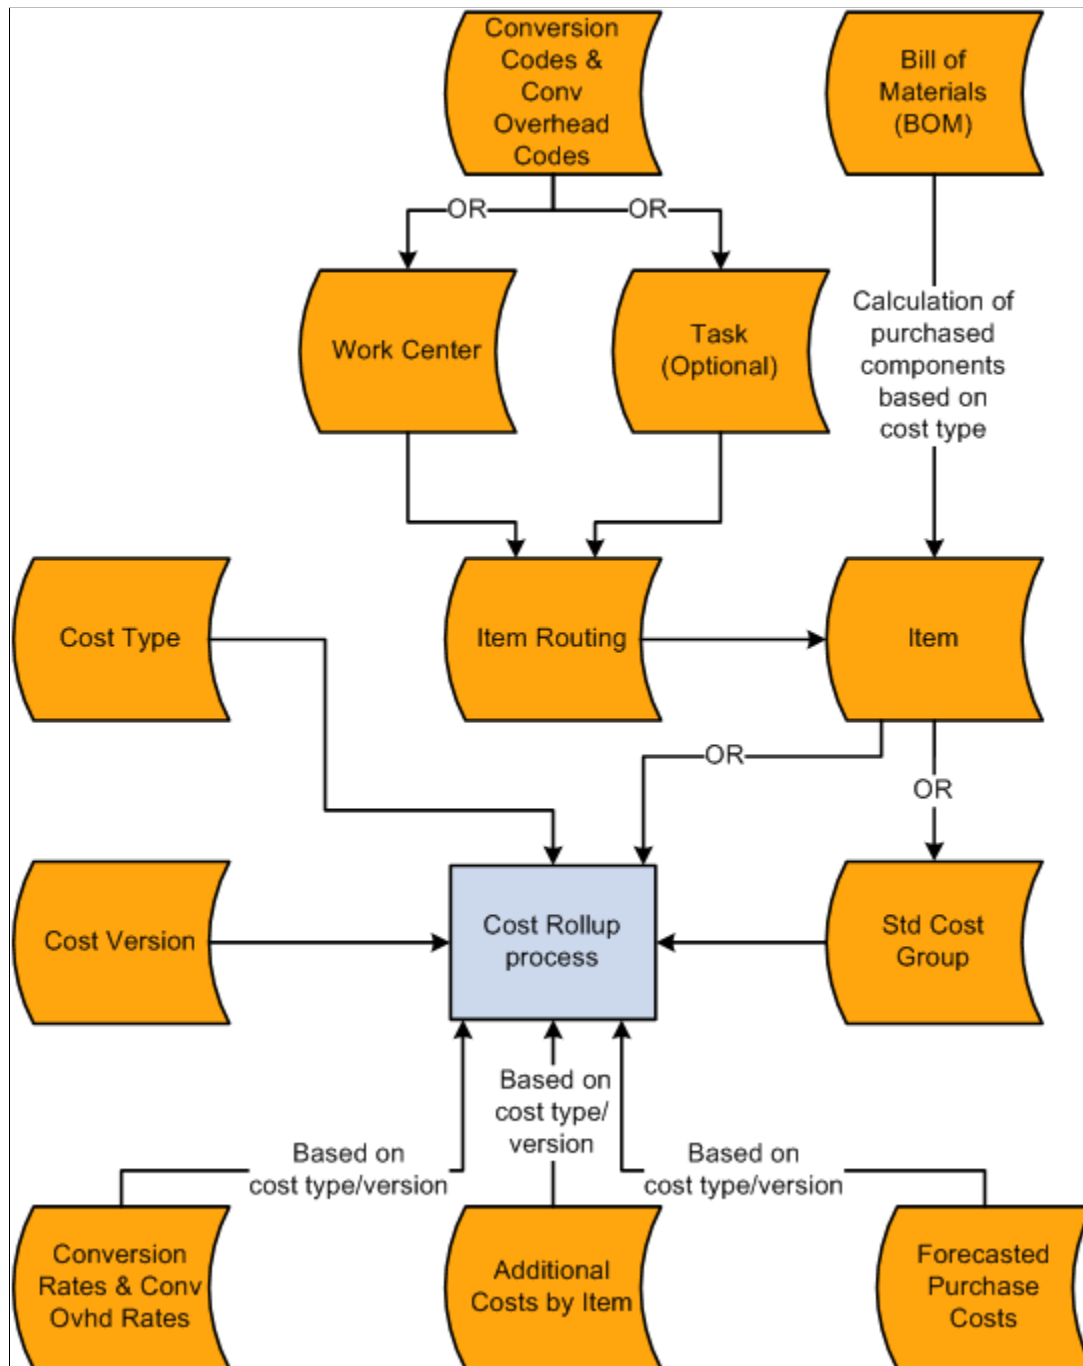 Conversion
Codes &
Conv
Overhead
Codes
Bill of
Materials
(BOM)
OR
OR
Work Center
Task
(Optional)
Calculation of
purchased
components
based on
cost type
Cost Type
Item Routing
Item
OR
OR
Cost Version
Cost Rollup
process
Std Cost
Group
Based on
cost type/version
Based on
cost type/
version
Based on
cost type/version
Conversion
Rates & Conv
Ovhd Rates
Additional
Costs by Item
Forecasted
Purchase
Costs